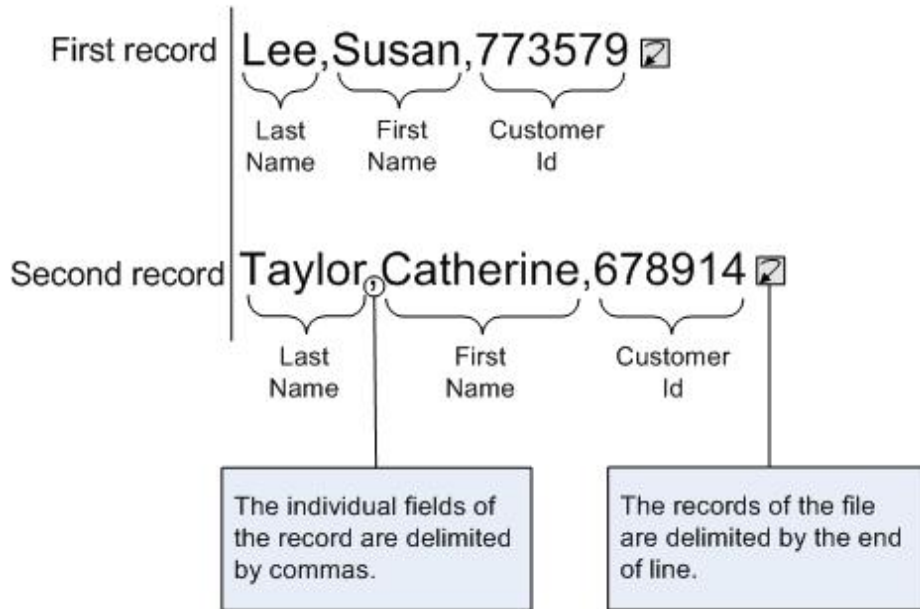 First record Lee,Susan,773579
Last Name
First Name
Customer Id
Second record Taylor,Catherine,678914
Last Name
First Name
Customer Id
The individual fields of
the record are delimited
by commas.
The records of the file
are delimited by the end
of line.